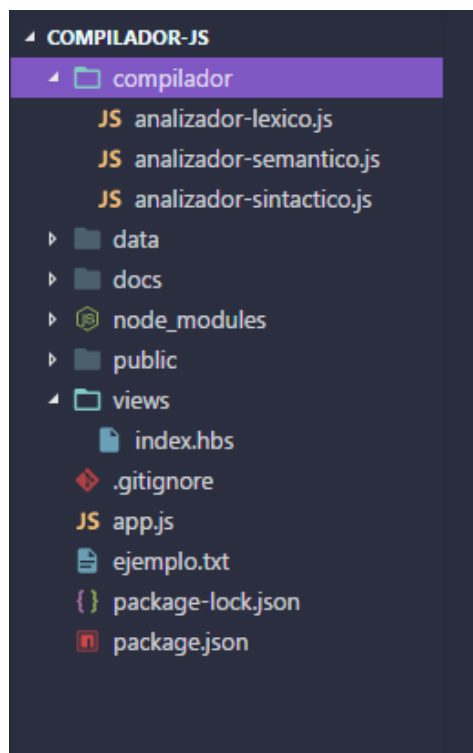 COMPILADOR-JS
compilador
JS analizador-lexico.js
JS analizador-semantico.js
JS analizador-sintactico.js
data
docs
node_modules
public
views
index.hbs
.gitignore
JS app.js
ejemplo.txt
{ } package-lock.json
package.json